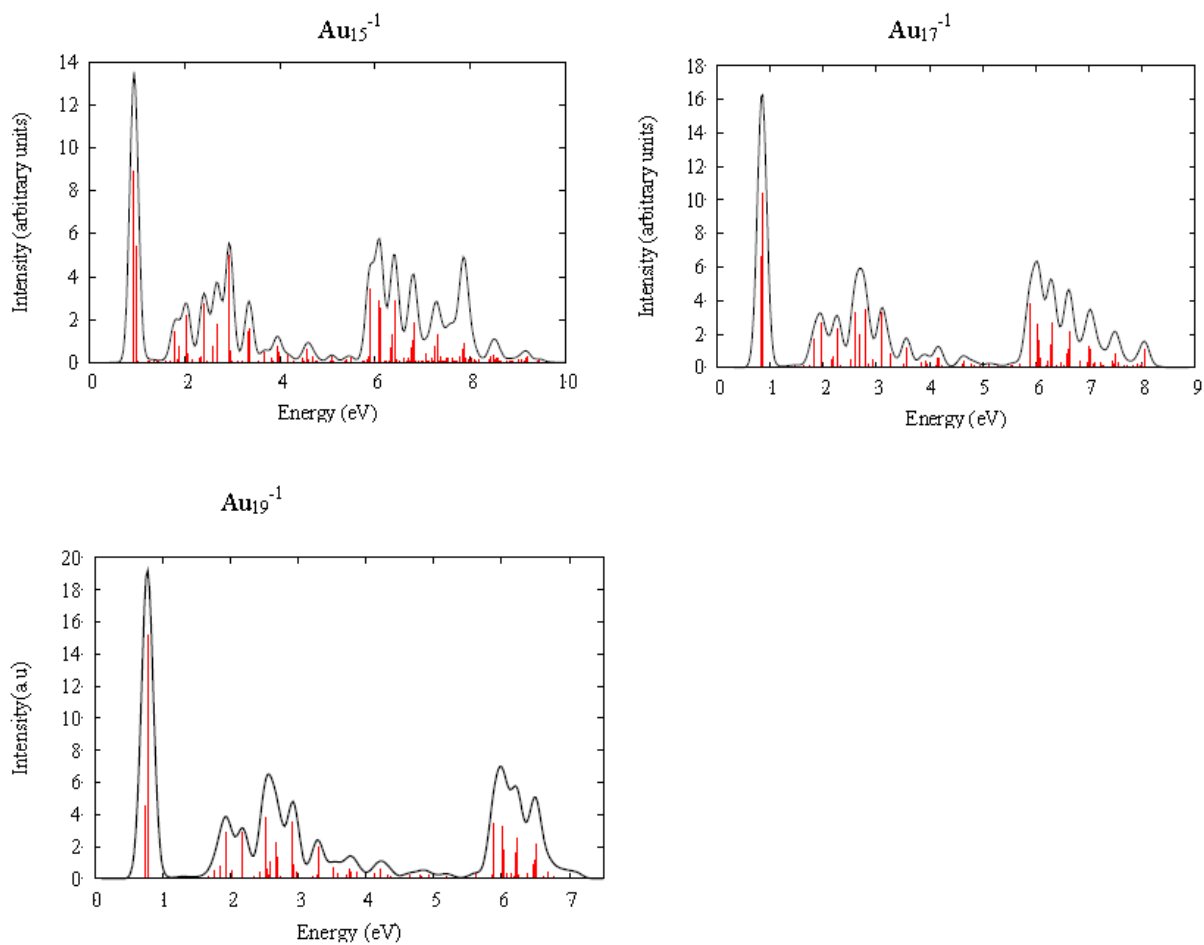 Au15-1
14
12
10
8
6
4
2
0
0 2 4 6 8 10
Intensity (arbitrary units)
Energy (eV)
Au17-1
18
16
14
12
10
8
6
4
2
0
0 1 2 3 4 5 6 7 8 9
Intensity (arbitrary units)
Energy (eV)
Au19-1
20
18
16
14
12
10
8
6
4
2
0
0 1 2 3 4 5 6 7
Intensity(a.u)
Energy (eV)